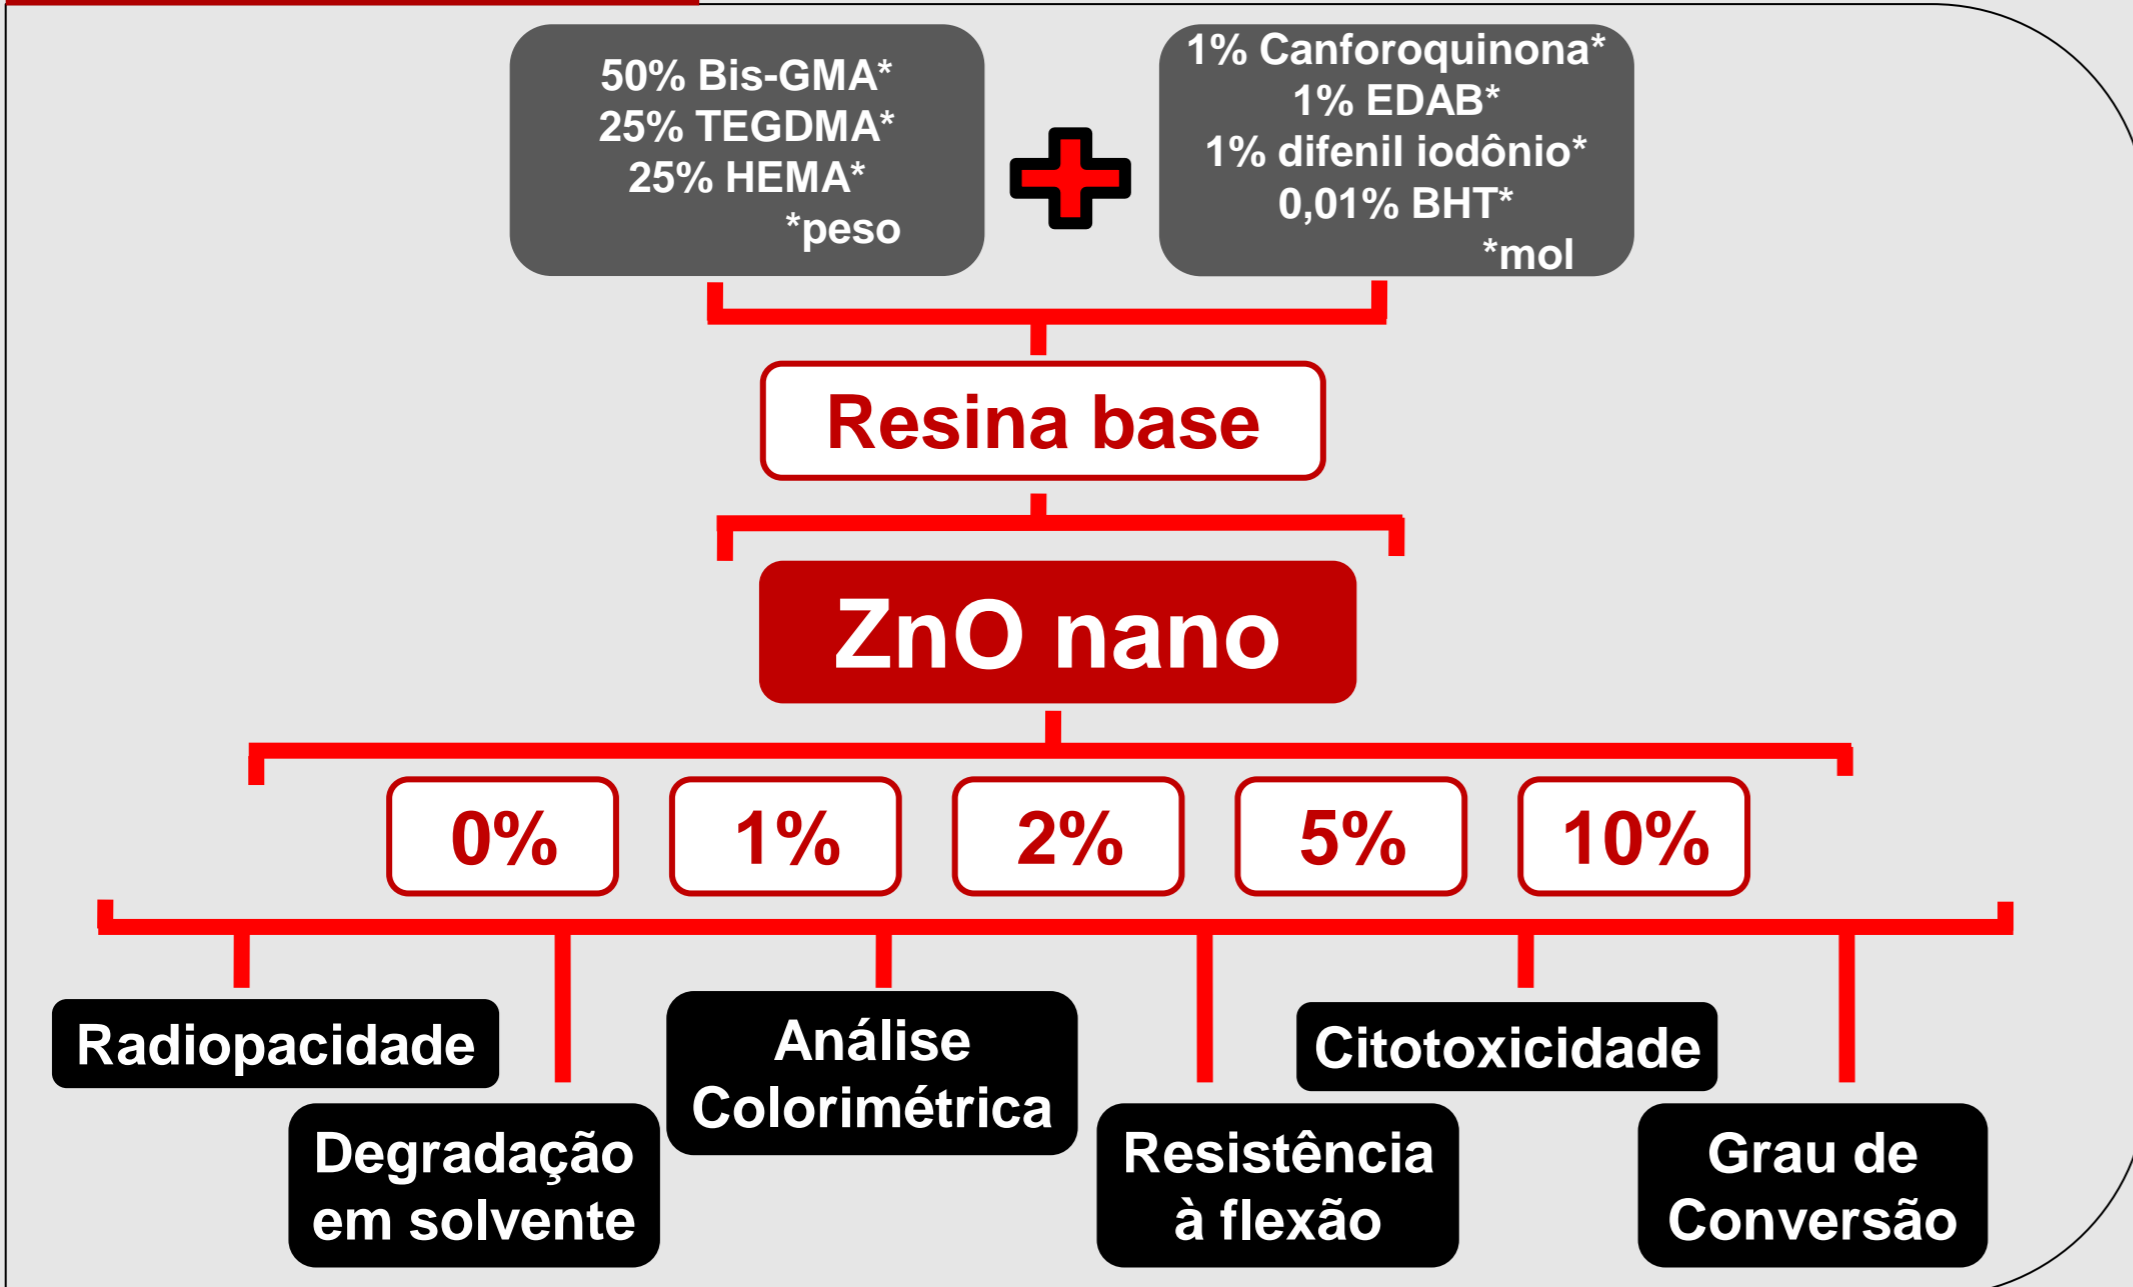 50% Bis-GMA*
25% TEGDMA*
25% HEMA*
*peso
1% Canforoquinona*
1% EDAB*
1% difenil iodônio*
0,01% BHT*
*mol
Resina base
ZnO nano
0%
1%
2%
5%
10%
Radiopacidade
Degradação
em solvente
Análise
Colorimétrica
Resistência
à flexão
Citotoxicidade
Grau de
Conversão